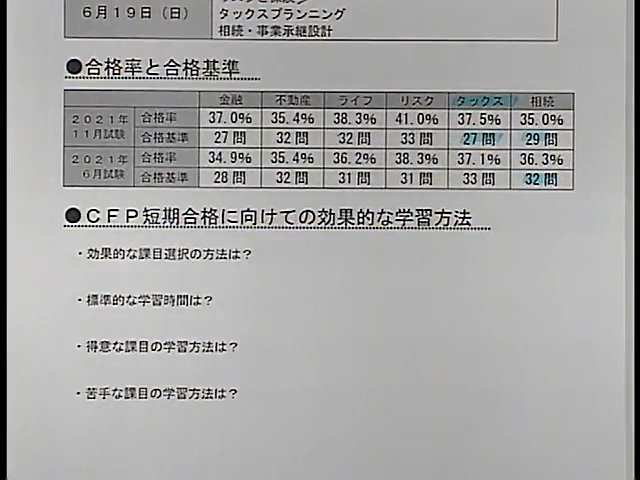 ６月１９日（日）
タックスプランニング
相続・事業承継設計
●合格率と合格基準
金融 不動産 ライフ リスク タックス 相続
２０２１年 １１月試験 合格率 37.0% 35.4% 38.3% 41.0% 37.5% 35.0%
合格基準 27問 32問 32問 33問 27問 29問
２０２１年 ６月試験 合格率 34.9% 35.4% 36.2% 38.3% 37.1% 36.3%
合格基準 28問 32問 31問 31問 33問 32問
●ＣＦＰ短期合格に向けての効果的な学習方法
・効果的な課目選択の方法は？
・標準的な学習時間は？
・得意な課目の学習方法は？
・苦手な課目の学習方法は？